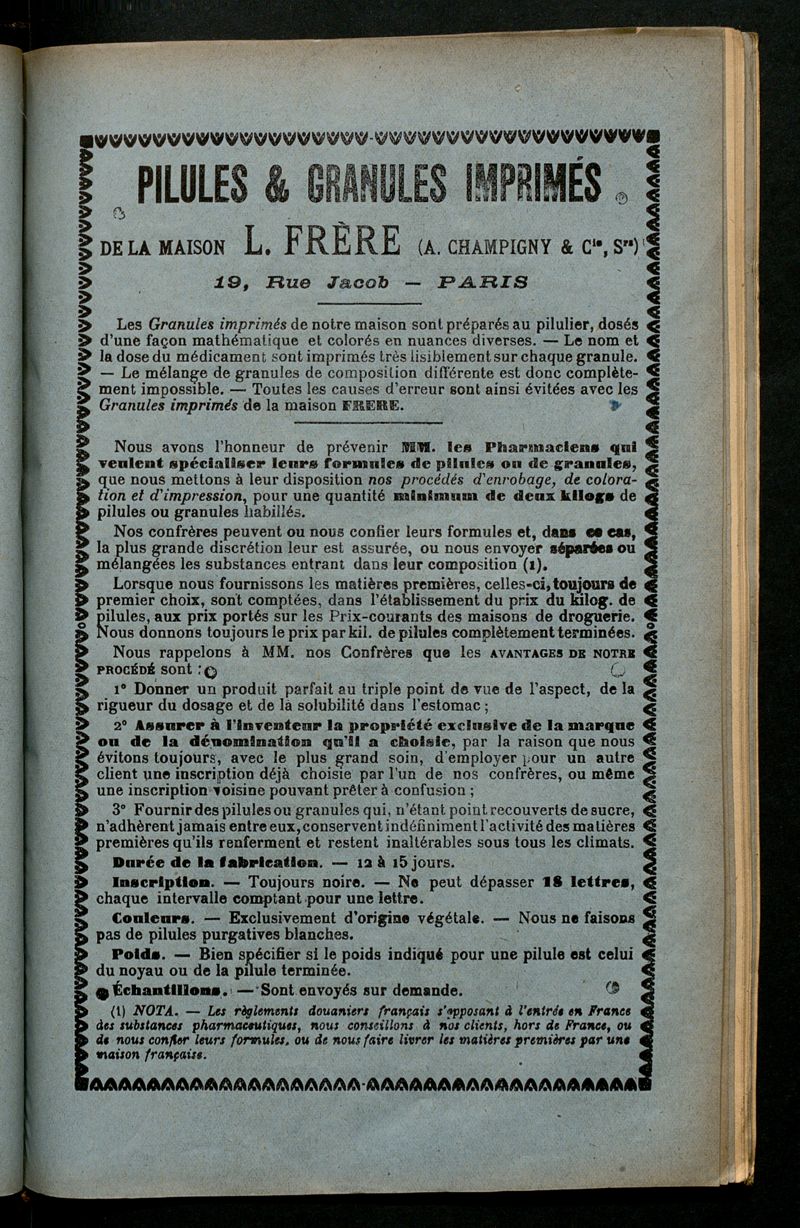 PILULES & GRANULES IMPRIMÉS
DE LA MAISON L. FRÈRE (A. CHAMPIGNY & Cie, Srs)
19, Rue Jacob — PARIS
Les Granules imprimés de notre maison sont préparés au pilulier, dosés
d'une façon mathématique et colorés en nuances diverses. — Le nom et
la dose du médicament sont imprimés très lisiblement sur chaque granule.
— Le mélange de granules de composition différente est donc complète-
ment impossible. — Toutes les causes d'erreur sont ainsi évitées avec les
Granules imprimés de la maison FRERE.
Nous avons l'honneur de prévenir MM. les Pharmaciens qui
veulent spécialiser leurs formules de pilules ou de granules,
que nous mettons à leur disposition nos procédés d'enrobage, de colora-
tion et d'impression, pour une quantité minimum de deux kilogs de
pilules ou granules habillés.
Nos confrères peuvent ou nous confier leurs formules et, dans ce cas,
la plus grande discrétion leur est assurée, ou nous envoyer séparées ou
mélangées les substances entrant dans leur composition (1).
Lorsque nous fournissons les matières premières, celles-ci, toujours de
premier choix, sont comptées, dans l'établissement du prix du kilog. de
pilules, aux prix portés sur les Prix-courants des maisons de droguerie.
Nous donnons toujours le prix par kil. de pilules complètement terminées.
Nous rappelons à MM. nos Confrères que les AVANTAGES DE NOTRE
PROCÉDÉ sont :
1° Donner un produit parfait au triple point de vue de l'aspect, de la
rigueur du dosage et de la solubilité dans l'estomac ;
2° Assurer à l'inventeur la propriété exclusive de la marque
ou de la dénomination qu'il a choisie, par la raison que nous
évitons toujours, avec le plus grand soin, d'employer pour un autre
client une inscription déjà choisie par l'un de nos confrères, ou même
une inscription voisine pouvant prêter à confusion ;
3° Fournir des pilules ou granules qui, n'étant point recouverts de sucre,
n'adhèrent jamais entre eux, conservent indéfiniment l'activité des matières
premières qu'ils renferment et restent inaltérables sous tous les climats.
Durée de la fabrication. — 12 à 15 jours.
Inscription. — Toujours noire. — Ne peut dépasser 18 lettres,
chaque intervalle comptant pour une lettre.
Couleurs. — Exclusivement d'origine végétale. — Nous ne faisons
pas de pilules purgatives blanches.
Poids. — Bien spécifier si le poids indiqué pour une pilule est celui
du noyau ou de la pilule terminée.
Échantillons. — Sont envoyés sur demande.
(1) NOTA. — Les règlements douaniers français s'opposant à l'entrée en France
des substances pharmaceutiques, nous conseillons à nos clients, hors de France, ou
de nous confier leurs formules, ou de nous faire livrer les matières premières par une
maison française.